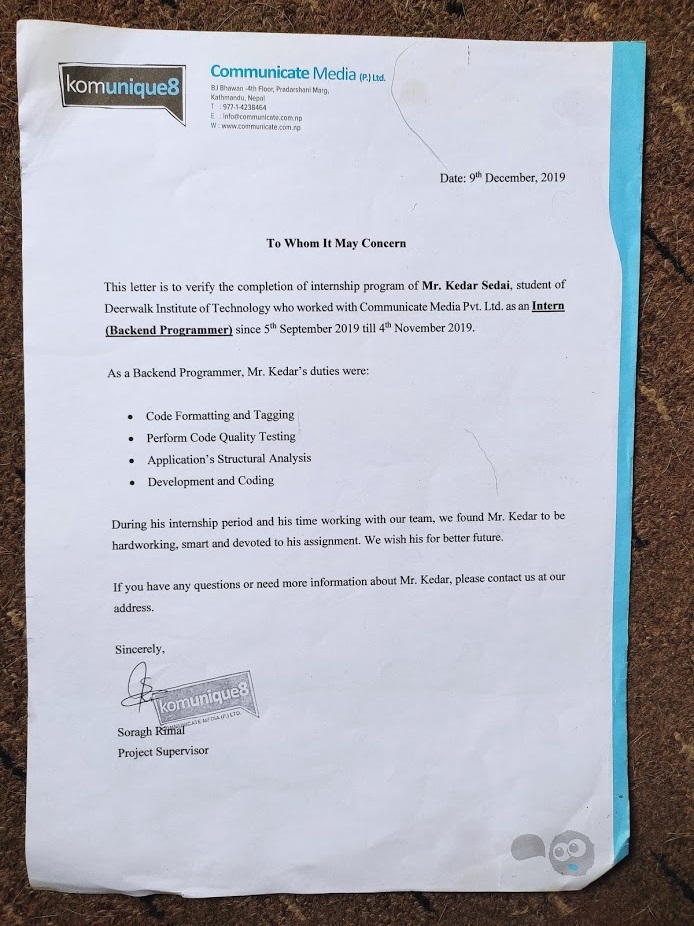 komunique8
Communicate Media (P.) Ltd.
BJ Bhawan -4th Floor, Pradarshani Marg,
Kathmandu, Nepal
T : 977-1-4238464
E : info@communicate.com.np
W : www.communicate.com.np
Date: 9th December, 2019
To Whom It May Concern
This letter is to verify the completion of internship program of Mr. Kedar Sedai, student of
Deerwalk Institute of Technology who worked with Communicate Media Pvt. Ltd. as an Intern
(Backend Programmer) since 5th September 2019 till 4th November 2019.
As a Backend Programmer, Mr. Kedar's duties were:
• Code Formatting and Tagging
• Perform Code Quality Testing
• Application's Structural Analysis
• Development and Coding
During his internship period and his time working with our team, we found Mr. Kedar to be
hardworking, smart and devoted to his assignment. We wish his for better future.
If you have any questions or need more information about Mr. Kedar, please contact us at our
address.
Sincerely,
komunique8
COMMUNICATE MEDIA (P.) LTD.
Soragh Rimal
Project Supervisor